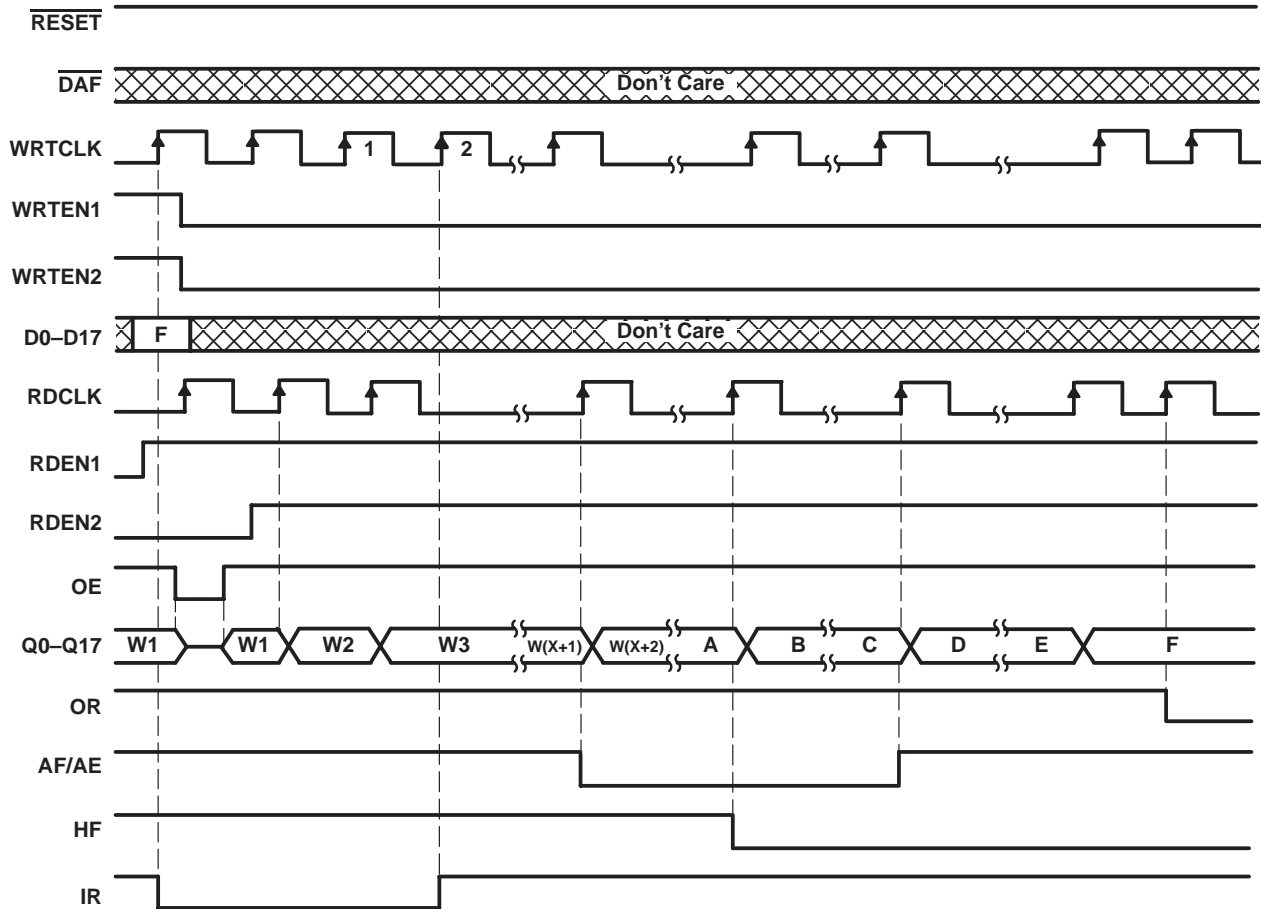 RESET
DAF Don't Care
WRTCLK 1 2
WRTEN1
WRTEN2
D0–D17 F Don't Care
RDCLK
RDEN1
RDEN2
OE
Q0–Q17 W1 W1 W2 W3 W(X+1) W(X+2) A B C D E F
OR
AF/AE
HF
IR